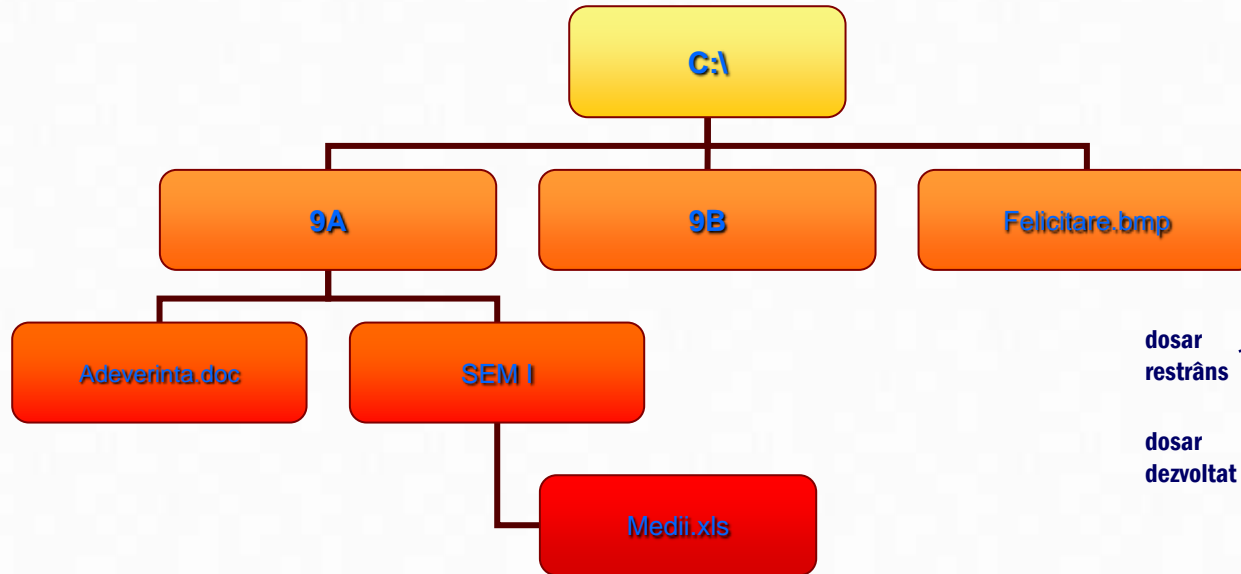 C:\
9A
9B
Felicitare.bmp
Adeverinta.doc
SEM I
Medii.xls
dosar
restrâns
dosar
dezvoltat